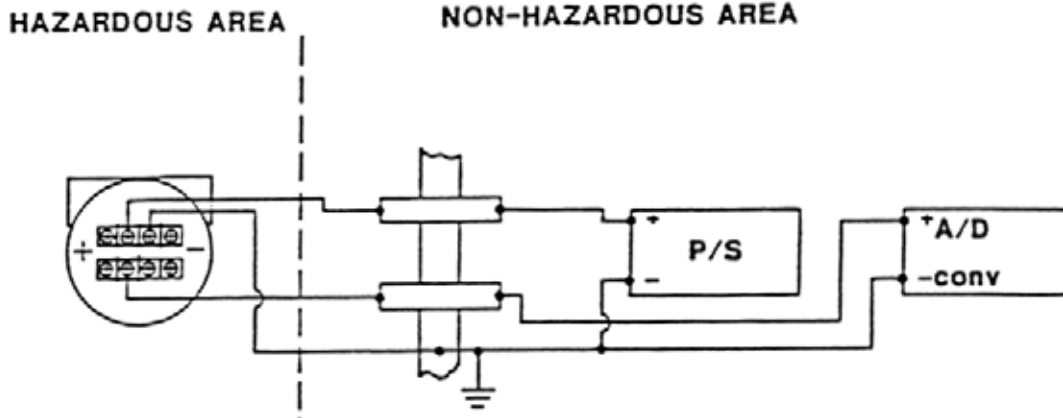 HAZARDOUS AREA
NON-HAZARDOUS AREA
+ -
+
P/S
-
+A/D
-conv